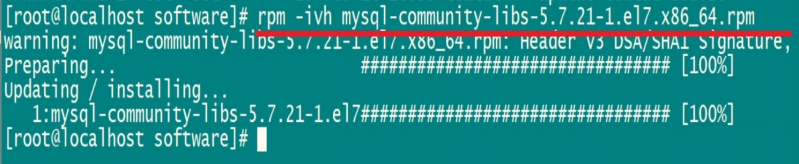 [root@localhost software]# rpm -ivh mysql-community-libs-5.7.21-1.el7.x86_64.rpm
warning: mysql-community-libs-5.7.21-1.el7.x86_64.rpm: Header V3 DSA/SHA1 Signature,
Preparing... ################################# [100%]
Updating / installing...
1:mysql-community-libs-5.7.21-1.el7################################# [100%]
[root@localhost software]#